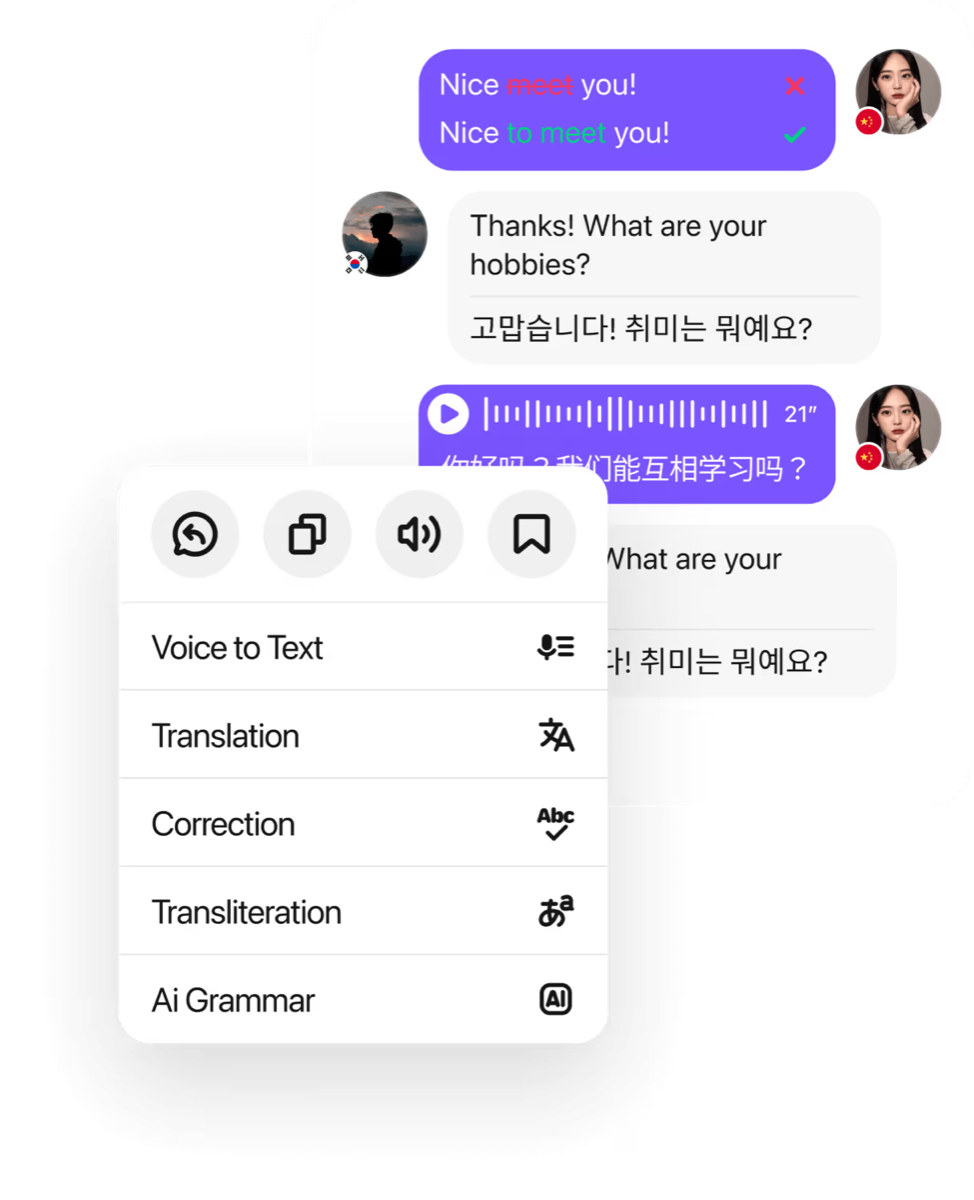 Nice meet you!
Nice to meet you!
Thanks! What are your
hobbies?
고맙습니다! 취미는 뭐예요?
21″
你好吗？我们能互相学习吗？
What are your
다! 취미는 뭐예요?
Voice to Text
Translation
文A
Correction
Abc
Transliteration
あa
Ai Grammar
AI